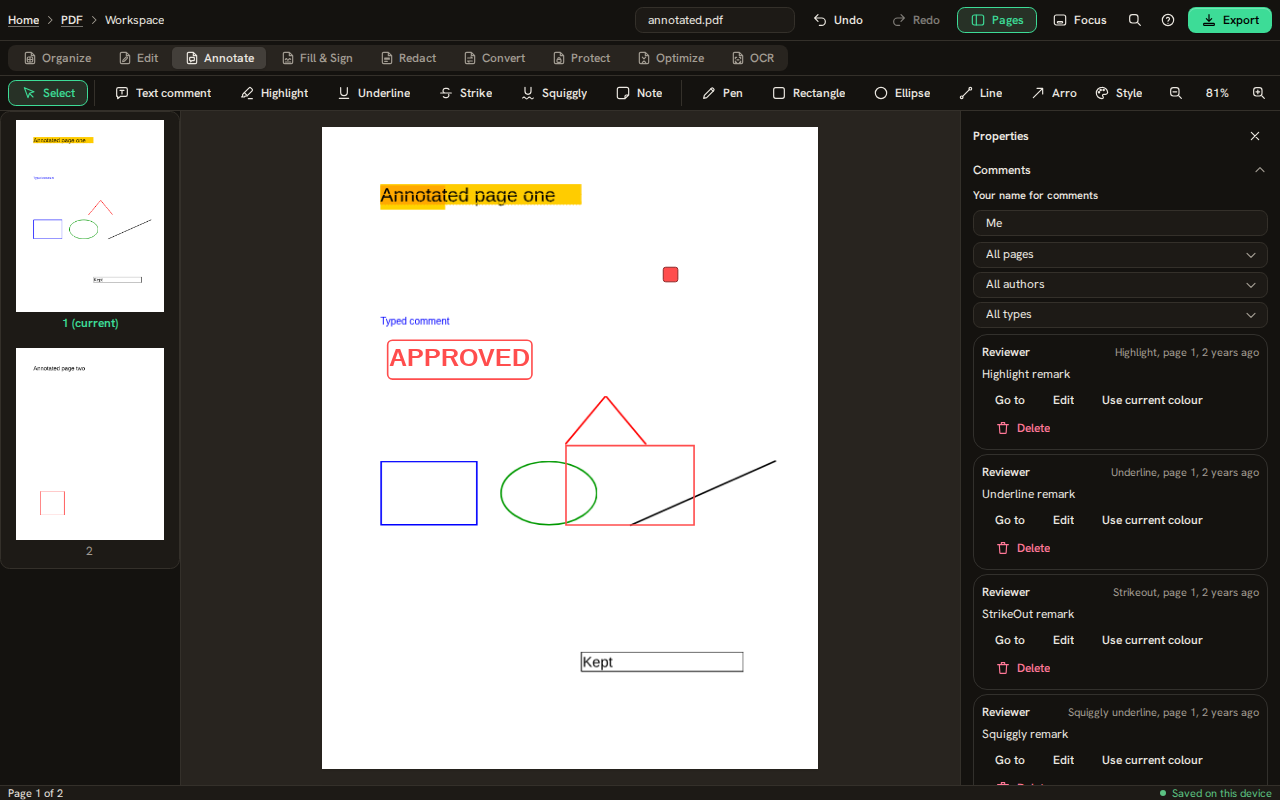 Home > PDF > Workspace
annotated.pdf
Undo
Redo
Pages
Focus
Export
Organize
Edit
Annotate
Fill & Sign
Redact
Convert
Protect
Optimize
OCR
Select
Text comment
Highlight
Underline
Strike
Squiggly
Note
Pen
Rectangle
Ellipse
Line
Arro
Style
81%
Annotated page one
Typed comment
Kept
1 (current)
Annotated page two
2
Annotated page one
Typed comment
APPROVED
Kept
Properties
Comments
Your name for comments
Me
All pages
All authors
All types
Reviewer
Highlight, page 1, 2 years ago
Highlight remark
Go to
Edit
Use current colour
Delete
Reviewer
Underline, page 1, 2 years ago
Underline remark
Go to
Edit
Use current colour
Delete
Reviewer
Strikeout, page 1, 2 years ago
StrikeOut remark
Go to
Edit
Use current colour
Delete
Reviewer
Squiggly underline, page 1, 2 years ago
Squiggly remark
Go to
Edit
Use current colour
Page 1 of 2
Saved on this device